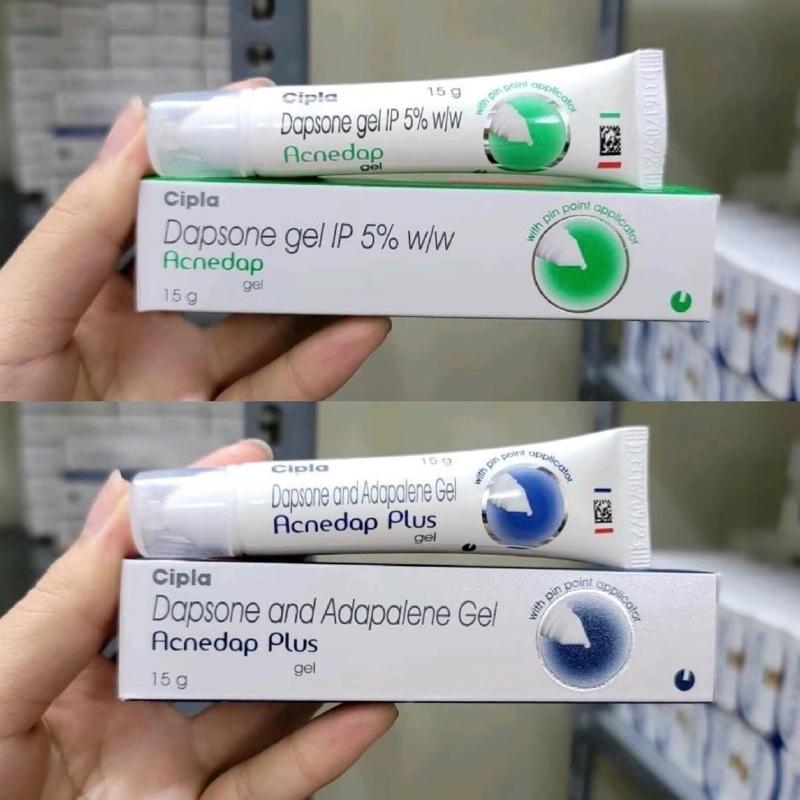 Cipla
15 g
Dapsone gel IP 5% w/w
Acnedap
gel
with pin point applicator
Cipla
Dapsone gel IP 5% w/w
Acnedap
gel
15 g
with pin point applicator
Cipla
15 g
Dapsone and Adapalene Gel
Acnedap Plus
gel
with pin point applicator
Cipla
Dapsone and Adapalene Gel
Acnedap Plus
gel
15 g
with pin point applicator